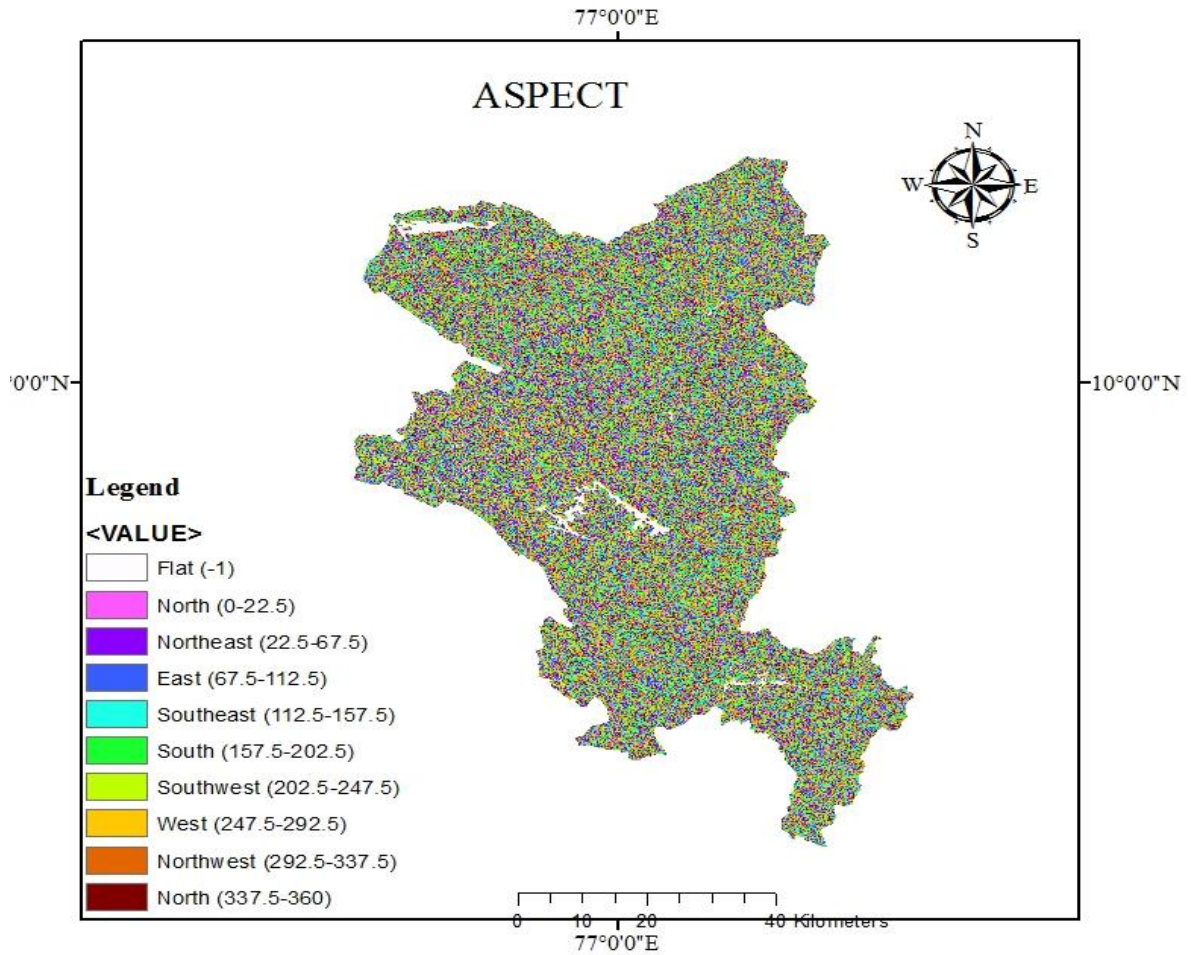 77°0'0"E
ASPECT
N
W E
S
0'0"N
10°0'0"N
Legend
<VALUE>
Flat (-1)
North (0-22.5)
Northeast (22.5-67.5)
East (67.5-112.5)
Southeast (112.5-157.5)
South (157.5-202.5)
Southwest (202.5-247.5)
West (247.5-292.5)
Northwest (292.5-337.5)
North (337.5-360)
0 10 20 40 Kilometers
77°0'0"E